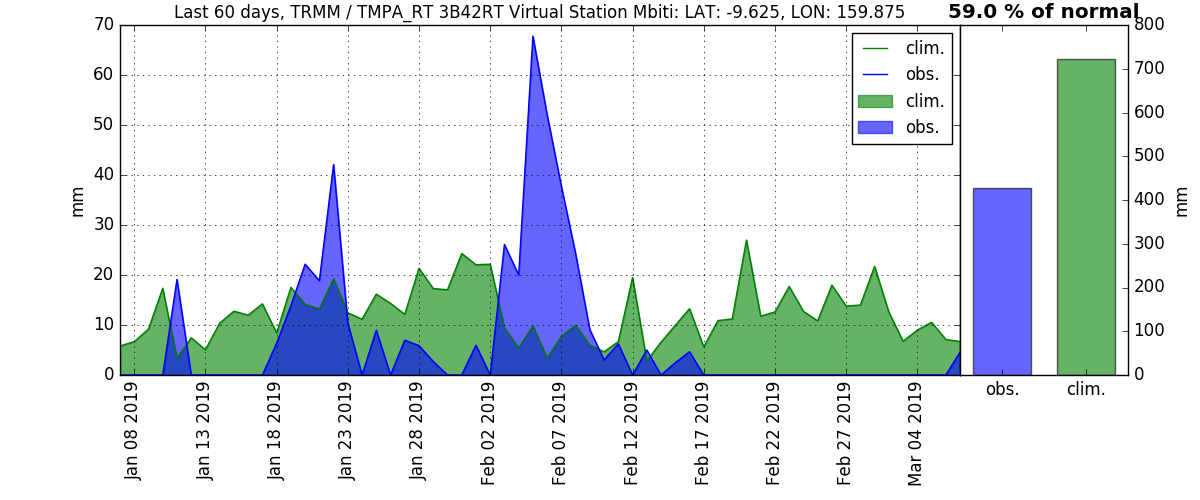 Last 60 days, TRMM / TMPA_RT 3B42RT Virtual Station Mbiti: LAT: -9.625, LON: 159.875
59.0 % of normal
70
60
50
40
30
20
10
0
mm
clim.
obs.
clim.
obs.
800
700
600
500
400
300
200
100
0
mm
Jan 08 2019
Jan 13 2019
Jan 18 2019
Jan 23 2019
Jan 28 2019
Feb 02 2019
Feb 07 2019
Feb 12 2019
Feb 17 2019
Feb 22 2019
Feb 27 2019
Mar 04 2019
obs.
clim.